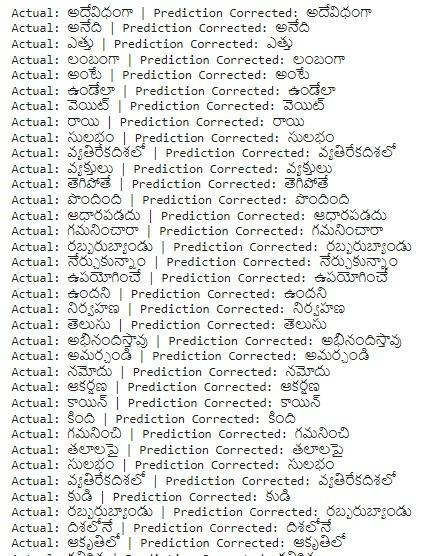 Actual: అదేవిధంగా | Prediction Corrected: అదేవిధంగా
Actual: అనేది | Prediction Corrected: అనేది
Actual: ఎత్తు | Prediction Corrected: ఎత్తు
Actual: లంబంగా | Prediction Corrected: లంబంగా
Actual: అంటే | Prediction Corrected: అంటే
Actual: ఉండేలా | Prediction Corrected: ఉండేలా
Actual: వెయిట్ | Prediction Corrected: వెయిట్
Actual: రాయి | Prediction Corrected: రాయి
Actual: సులభం | Prediction Corrected: సులభం
Actual: వ్యతిరేకదిశలో | Prediction Corrected: వ్యతిరేకదిశలో
Actual: వ్యక్తులు | Prediction Corrected: వ్యక్తులు
Actual: తెగిపోతే | Prediction Corrected: తెగిపోతే
Actual: పొందింది | Prediction Corrected: పొందింది
Actual: ఆధారపడదు | Prediction Corrected: ఆధారపడదు
Actual: గమనించారా | Prediction Corrected: గమనించారా
Actual: రబ్బరుబ్యాండు | Prediction Corrected: రబ్బరుబ్యాండు
Actual: నేర్చుకున్నాం | Prediction Corrected: నేర్చుకున్నాం
Actual: ఉపయోగించే | Prediction Corrected: ఉపయోగించే
Actual: ఉందని | Prediction Corrected: ఉందని
Actual: నిర్వహణ | Prediction Corrected: నిర్వహణ
Actual: తెలుసు | Prediction Corrected: తెలుసు
Actual: అభినందిస్తావు | Prediction Corrected: అభినందిస్తావు
Actual: అమర్చండి | Prediction Corrected: అమర్చండి
Actual: నమోదు | Prediction Corrected: నమోదు
Actual: ఆకర్షణ | Prediction Corrected: ఆకర్షణ
Actual: కాయిన్ | Prediction Corrected: కాయిన్
Actual: కింది | Prediction Corrected: కింది
Actual: గమనించి | Prediction Corrected: గమనించి
Actual: తలాలపై | Prediction Corrected: తలాలపై
Actual: సులభం | Prediction Corrected: సులభం
Actual: వ్యతిరేకదిశలో | Prediction Corrected: వ్యతిరేకదిశలో
Actual: కుడి | Prediction Corrected: కుడి
Actual: రబ్బరుబ్యాండు | Prediction Corrected: రబ్బరుబ్యాండు
Actual: దిశలోనే | Prediction Corrected: దిశలోనే
Actual: ఆకృతిలో | Prediction Corrected: ఆకృతిలో
Actual: | Prediction Corrected: